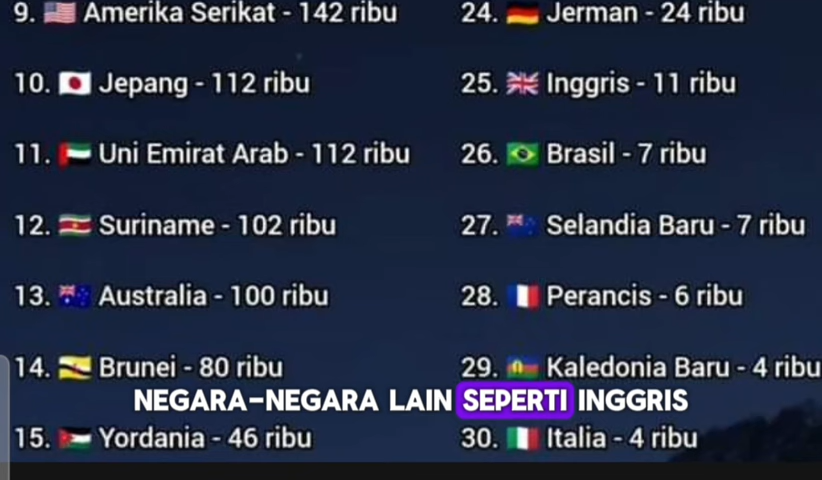 9. Amerika Serikat - 142 ribu
10. Jepang - 112 ribu
11. Uni Emirat Arab - 112 ribu
12. Suriname - 102 ribu
13. Australia - 100 ribu
14. Brunei - 80 ribu
15. Yordania - 46 ribu
24. Jerman - 24 ribu
25. Inggris - 11 ribu
26. Brasil - 7 ribu
27. Selandia Baru - 7 ribu
28. Perancis - 6 ribu
29. Kaledonia Baru - 4 ribu
30. Italia - 4 ribu
NEGARA-NEGARA LAIN SEPERTI INGGRIS